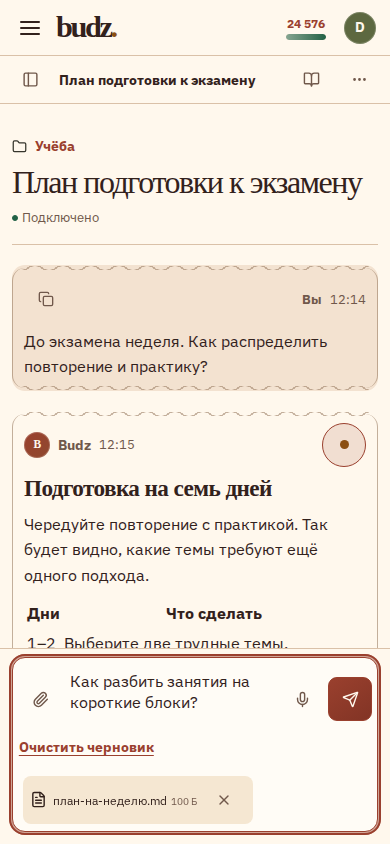 budz.
24 576
D
План подготовки к экзамену
Учёба
План подготовки к экзамену
Подключено
Вы 12:14
До экзамена неделя. Как распределить
повторение и практику?
B Budz 12:15
Подготовка на семь дней
Чередуйте повторение с практикой. Так
будет видно, какие темы требуют ещё
одного подхода.
Дни Что сделать
1–2 Выберите две трудные темы.
Как разбить занятия на
короткие блоки?
Очистить черновик
план-на-неделю.md 100 Б